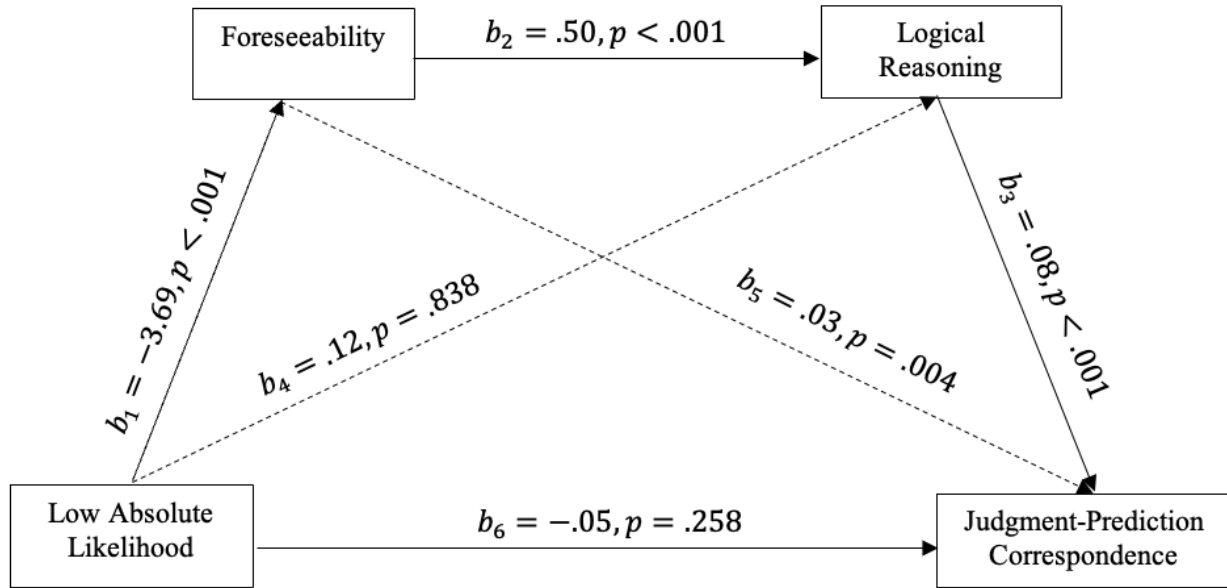 Foreseeability
b₂ = .50, p < .001
Logical
Reasoning
b₁ = −3.69, p < .001
b₄ = .12, p = .838
b₅ = .03, p = .004
b₃ = .08, p < .001
Low Absolute
Likelihood
b₆ = −.05, p = .258
Judgment-Prediction
Correspondence